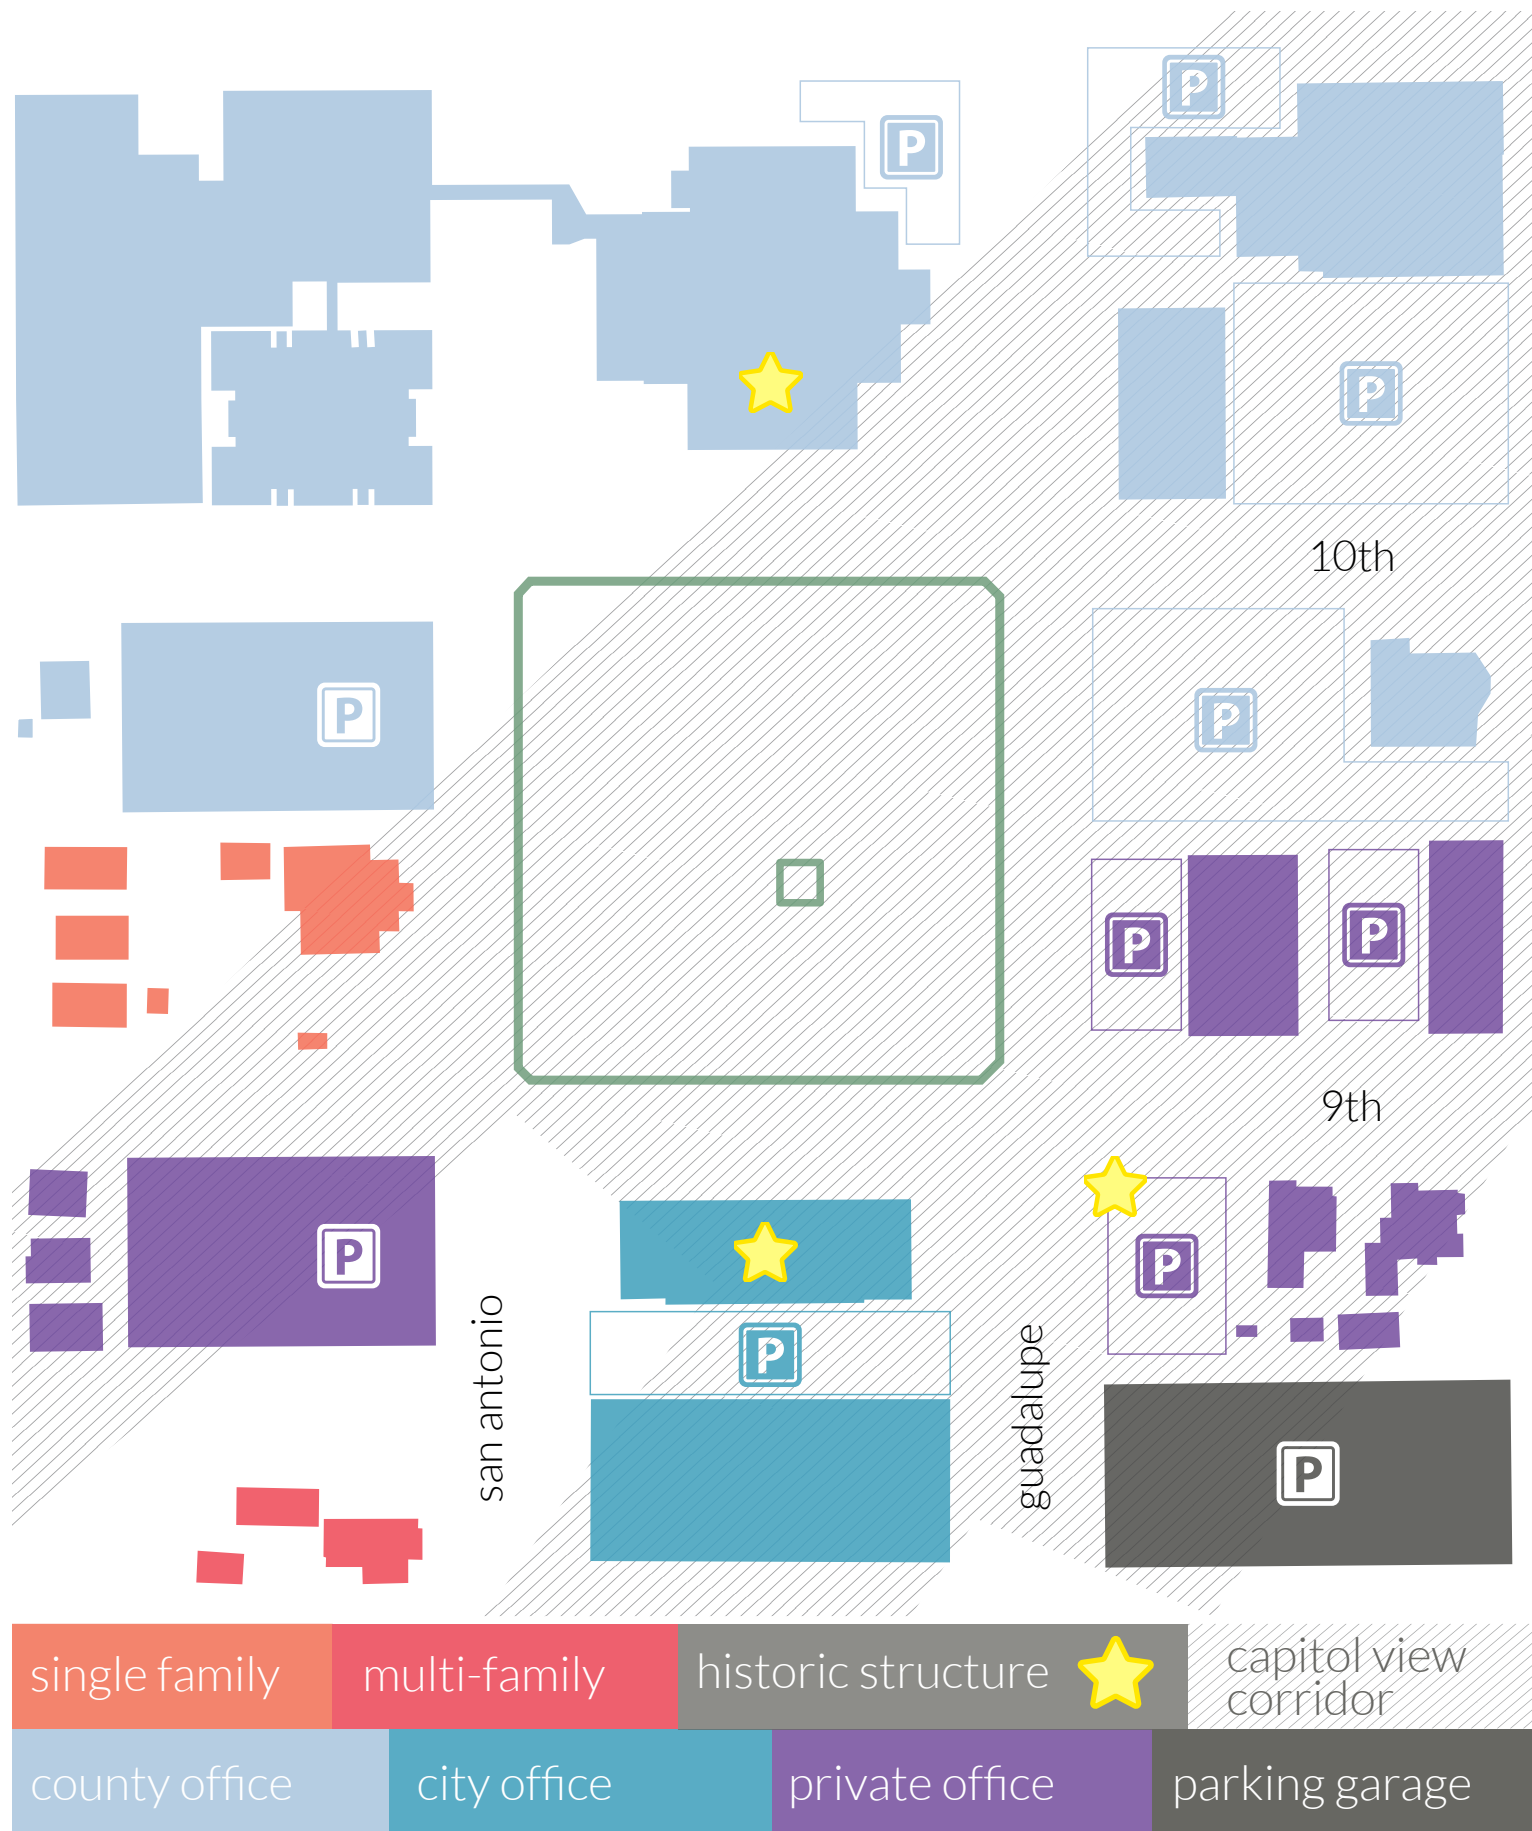 P
P
P
10th
P
P
P
P
9th
P
P
P
P
san antonio
guadalupe
single family
multi-family
historic structure
capitol view
corridor
county office
city office
private office
parking garage